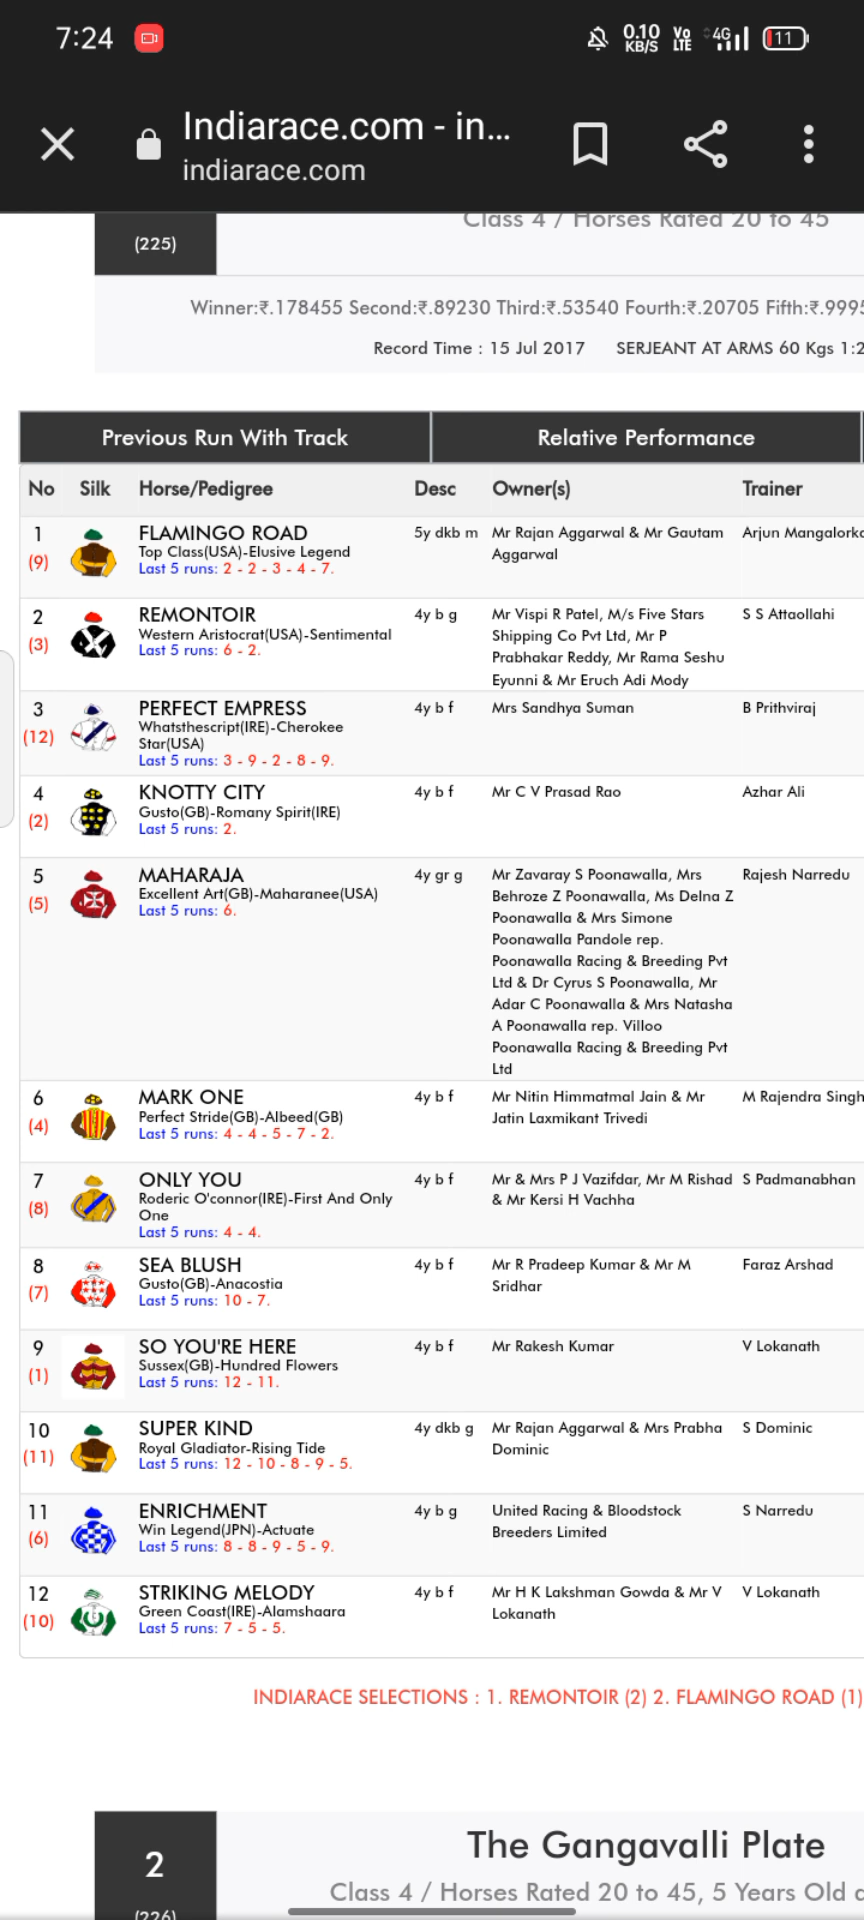 7:24
0.10 KB/S Vo LTE 4G 11
Indiarace.com - in...
indiarace.com
Class 4 / Horses Rated 20 to 45
(225)
Winner:₹.178455 Second:₹.89230 Third:₹.53540 Fourth:₹.20705 Fifth:₹.999
Record Time : 15 Jul 2017 SERJEANT AT ARMS 60 Kgs 1:2
Previous Run With Track Relative Performance
No Silk Horse/Pedigree Desc Owner(s) Trainer
1 FLAMINGO ROAD 5y dkb m Mr Rajan Aggarwal & Mr Gautam Arjun Mangalork
(9) Top Class(USA)-Elusive Legend Aggarwal
Last 5 runs: 2 - 2 - 3 - 4 - 7.
2 REMONTOIR 4y b g Mr Vispi R Patel, M/s Five Stars S S Attaollahi
(3) Western Aristocrat(USA)-Sentimental Shipping Co Pvt Ltd, Mr P
Last 5 runs: 6 - 2. Prabhakar Reddy, Mr Rama Seshu
Eyunni & Mr Eruch Adi Mody
3 PERFECT EMPRESS 4y b f Mrs Sandhya Suman B Prithviraj
(12) Whatsthescript(IRE)-Cherokee
Star(USA)
Last 5 runs: 3 - 9 - 2 - 8 - 9.
4 KNOTTY CITY 4y b f Mr C V Prasad Rao Azhar Ali
(2) Gusto(GB)-Romany Spirit(IRE)
Last 5 runs: 2.
5 MAHARAJA 4y gr g Mr Zavaray S Poonawalla, Mrs Rajesh Narredu
(5) Excellent Art(GB)-Maharanee(USA) Behroze Z Poonawalla, Ms Delna Z
Last 5 runs: 6. Poonawalla & Mrs Simone
Poonawalla Pandole rep.
Poonawalla Racing & Breeding Pvt
Ltd & Dr Cyrus S Poonawalla, Mr
Adar C Poonawalla & Mrs Natasha
A Poonawalla rep. Villoo
Poonawalla Racing & Breeding Pvt
Ltd
6 MARK ONE 4y b f Mr Nitin Himmatmal Jain & Mr M Rajendra Singh
(4) Perfect Stride(GB)-Albeed(GB) Jatin Laxmikant Trivedi
Last 5 runs: 4 - 4 - 5 - 7 - 2.
7 ONLY YOU 4y b f Mr & Mrs P J Vazifdar, Mr M Rishad S Padmanabhan
(8) Roderic O'connor(IRE)-First And Only & Mr Kersi H Vachha
One
Last 5 runs: 4 - 4.
8 SEA BLUSH 4y b f Mr R Pradeep Kumar & Mr M Faraz Arshad
(7) Gusto(GB)-Anacostia Sridhar
Last 5 runs: 10 - 7.
9 SO YOU'RE HERE 4y b f Mr Rakesh Kumar V Lokanath
(1) Sussex(GB)-Hundred Flowers
Last 5 runs: 12 - 11.
10 SUPER KIND 4y dkb g Mr Rajan Aggarwal & Mrs Prabha S Dominic
(11) Royal Gladiator-Rising Tide Dominic
Last 5 runs: 12 - 10 - 8 - 9 - 5.
11 ENRICHMENT 4y b g United Racing & Bloodstock S Narredu
(6) Win Legend(JPN)-Actuate Breeders Limited
Last 5 runs: 8 - 8 - 9 - 5 - 9.
12 STRIKING MELODY 4y b f Mr H K Lakshman Gowda & Mr V V Lokanath
(10) Green Coast(IRE)-Alamshaara Lokanath
Last 5 runs: 7 - 5 - 5.
INDIARACE SELECTIONS : 1. REMONTOIR (2) 2. FLAMINGO ROAD (1)
2 The Gangavalli Plate
Class 4 / Horses Rated 20 to 45, 5 Years Old
(226)